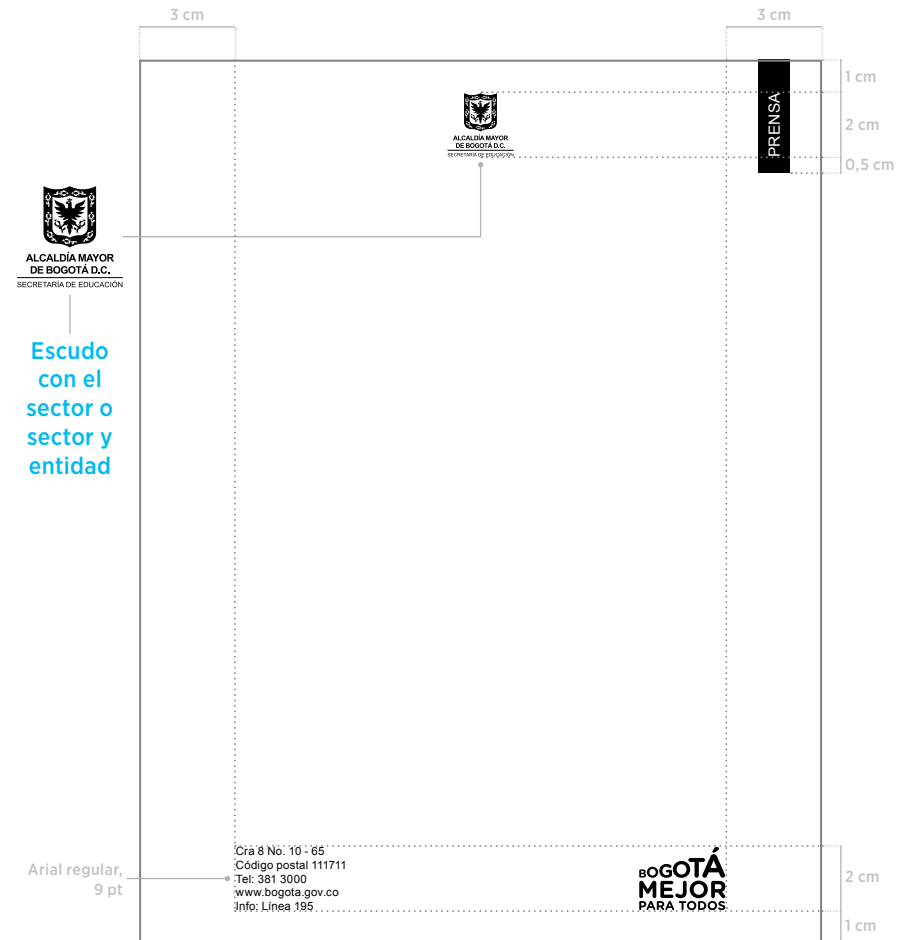 3 cm
3 cm
1 cm
PRENSA
2 cm
ALCALDÍA MAYOR
DE BOGOTÁ D.C.
SECRETARÍA DE EDUCACIÓN
0,5 cm
ALCALDÍA MAYOR
DE BOGOTÁ D.C.
SECRETARÍA DE EDUCACIÓN
Escudo
con el
sector o
sector y
entidad
Arial regular,
9 pt
Cra 8 No. 10 - 65
Código postal 111711
Tel: 381 3000
www.bogota.gov.co
Info: Línea 195
BOGOTÁ
MEJOR
PARA TODOS
2 cm
1 cm